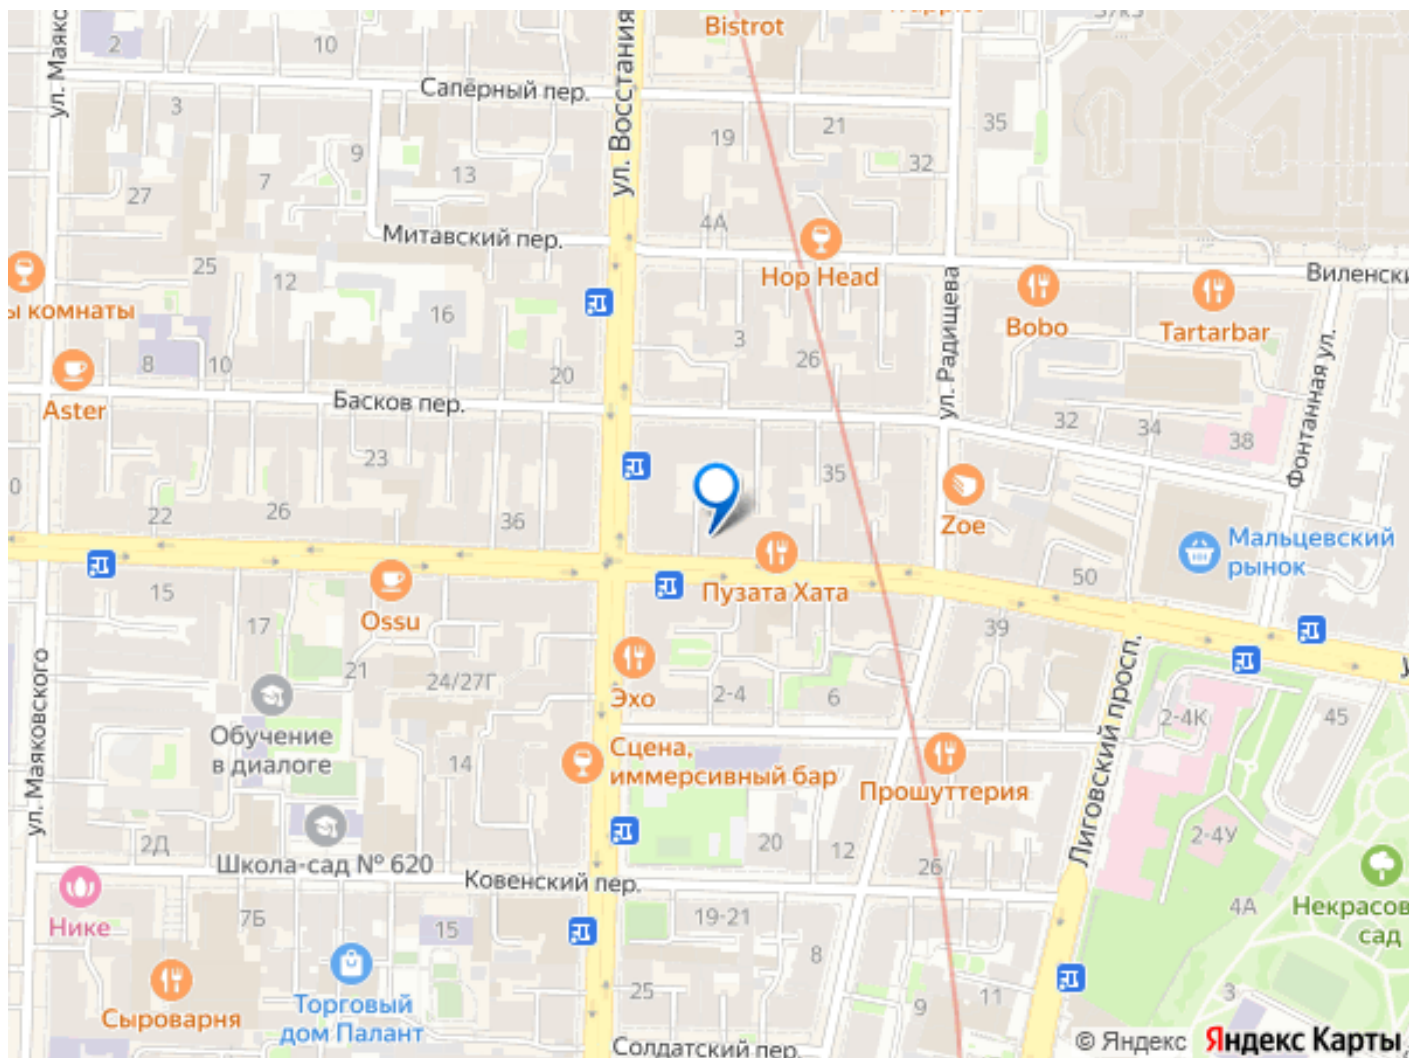 Bistrot
ул. Маяко
2
10
ул. Восстания
37к3
Сапёрный пер.
3
19
21
35
9
32
7
13
27
4А
Митавский пер.
Hop Head
Виленски
25
12
ы комнаты
16
Bobo
Tartarbar
3
26
ул. Радищева
Фонтанная ул.
8
10
20
Aster
Басков пер.
32
34
38
23
35
0
22
26
36
Zoe
Мальцевский
рынок
15
Ossu
Пузата Хата
50
17
39
21
24/27Г
Эхо
2-4
6
ул. Маяковского
Лиговский просп.
2-4К
45
Обучение
в диалоге
14
Сцена,
иммерсивный бар
Прошуттерия
2Д
20
12
26
2-4У
Школа-сад № 620
Ковенский пер.
Нике
7Б
15
19-21
8
4А
Некрасов
сад
Сыроварня
Торговый
дом Палант
25
9
11
3
Солдатский пер.
© Яндекс Яндекс Карты